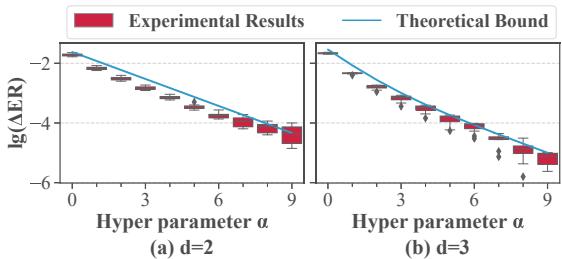 Experimental Results Theoretical Bound
lg(ΔER)
−2
−4
−6
0 3 6 9
0 3 6 9
Hyper parameter α Hyper parameter α
(a) d=2 (b) d=3